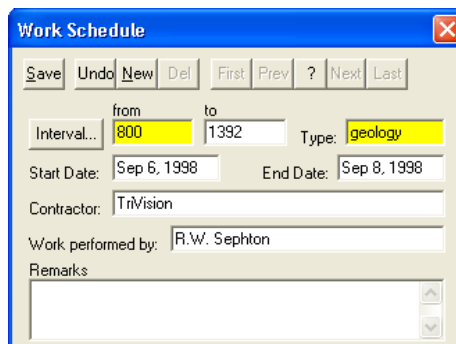 Work Schedule
Save Undo New Del First Prev ? Next Last
from to
Interval... 800 1392 Type: geology
Start Date: Sep 6, 1998 End Date: Sep 8, 1998
Contractor: TriVision
Work performed by: R.W. Sephton
Remarks